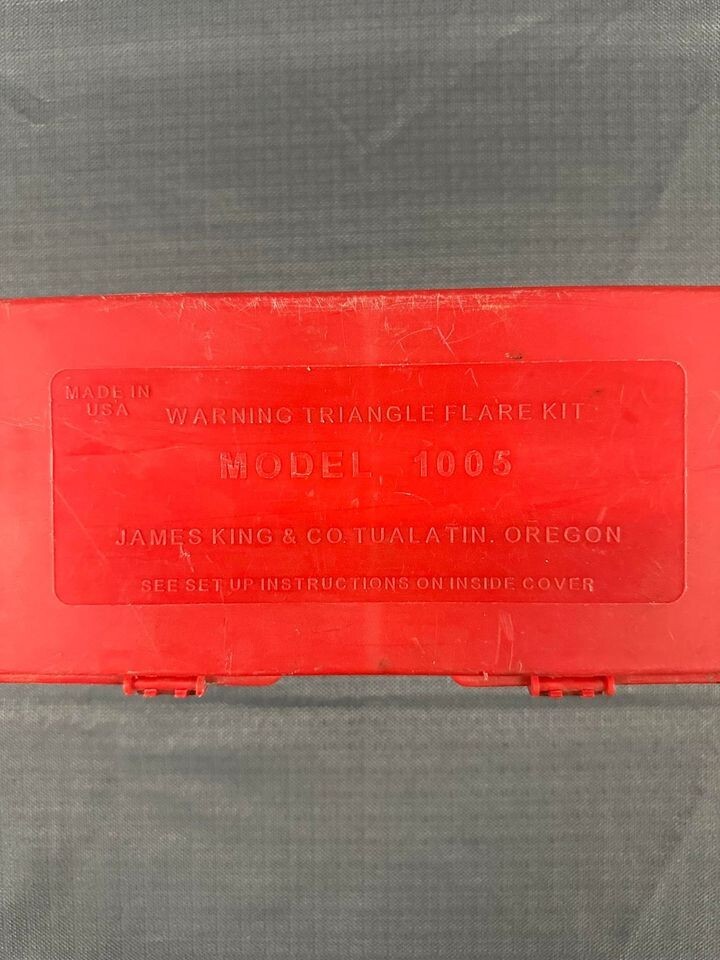 MADE IN
USA
WARNING TRIANGLE FLARE KIT
MODEL 1005
JAMES KING & CO. TUALATIN. OREGON
SEE SET UP INSTRUCTIONS ON INSIDE COVER